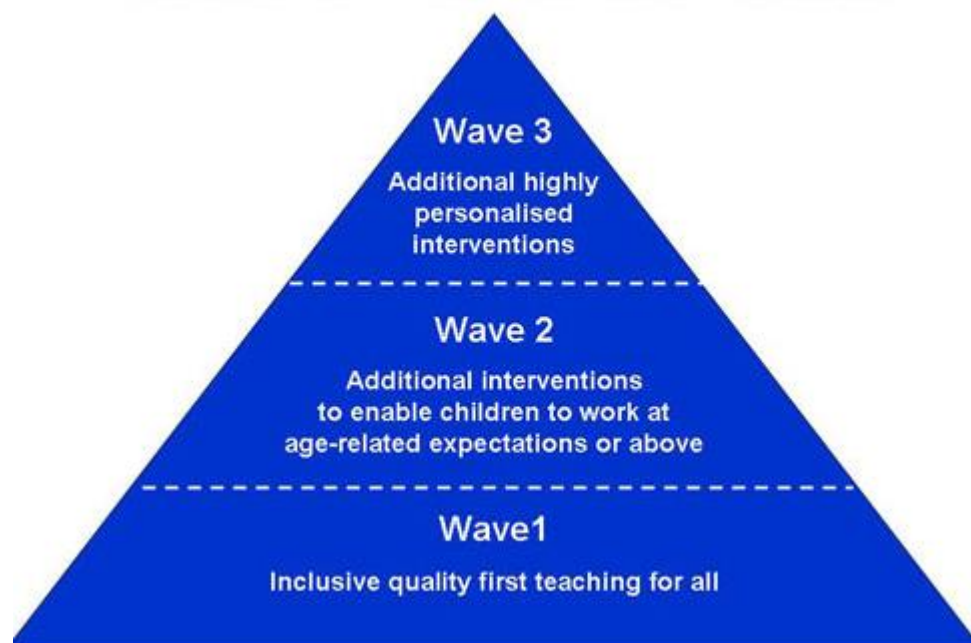 Wave 3
Additional highly
personalised
interventions
Wave 2
Additional interventions
to enable children to work at
age-related expectations or above
Wave1
Inclusive quality first teaching for all